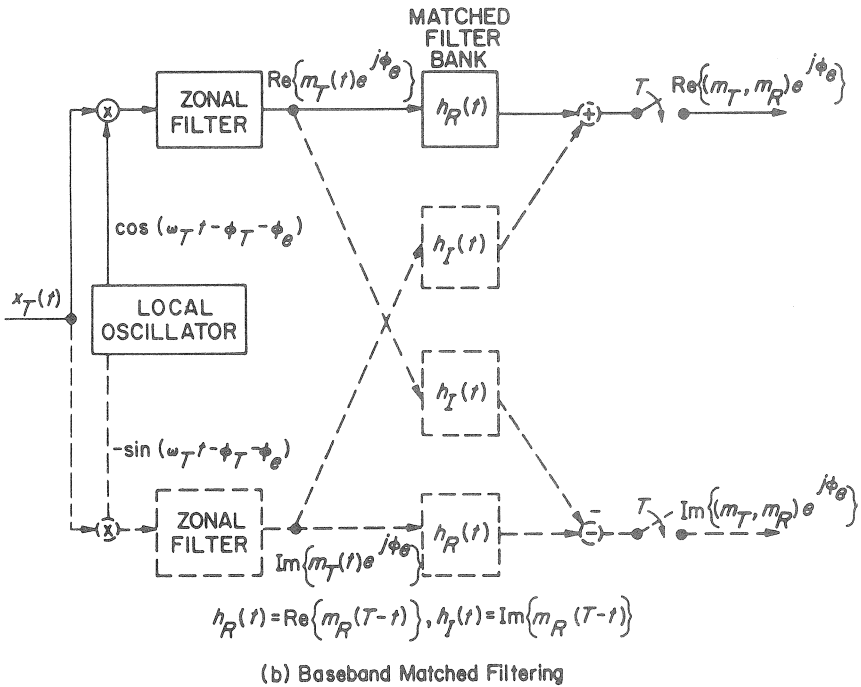 MATCHED
FILTER
BANK
Re{m_T(t)e^{jϕ_e}}
ZONAL
FILTER
h_R(t)
T
Re{(m_T, m_R)e^{jϕ_e}}
x
+
cos (ω_T t-ϕ_T-ϕ_e)
h_I(t)
x_T(t)
LOCAL
OSCILLATOR
h_I(t)
-sin (ω_T t-ϕ_T-ϕ_e)
ZONAL
FILTER
x
h_R(t)
-
-
T
Im{(m_T, m_R) e^{jϕ_e}}
Im{m_T(t)e^{jϕ_e}}
h_R(t)=Re{m_R(T-t)}, h_I(t)=Im{m_R (T-t)}
(b) Baseband Matched Filtering